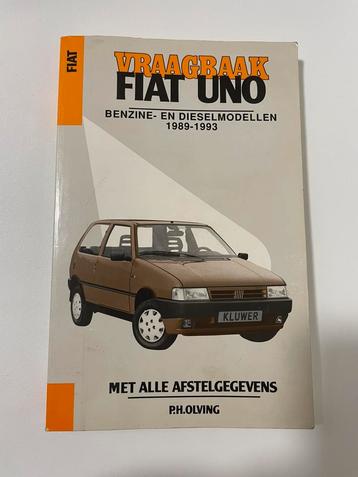 FIAT
VRAAGBAAK
FIAT UNO
BENZINE- EN DIESELMODELLEN
1989-1993
KLUWER
MET ALLE AFSTELGEGEVENS
P.H.OLVING